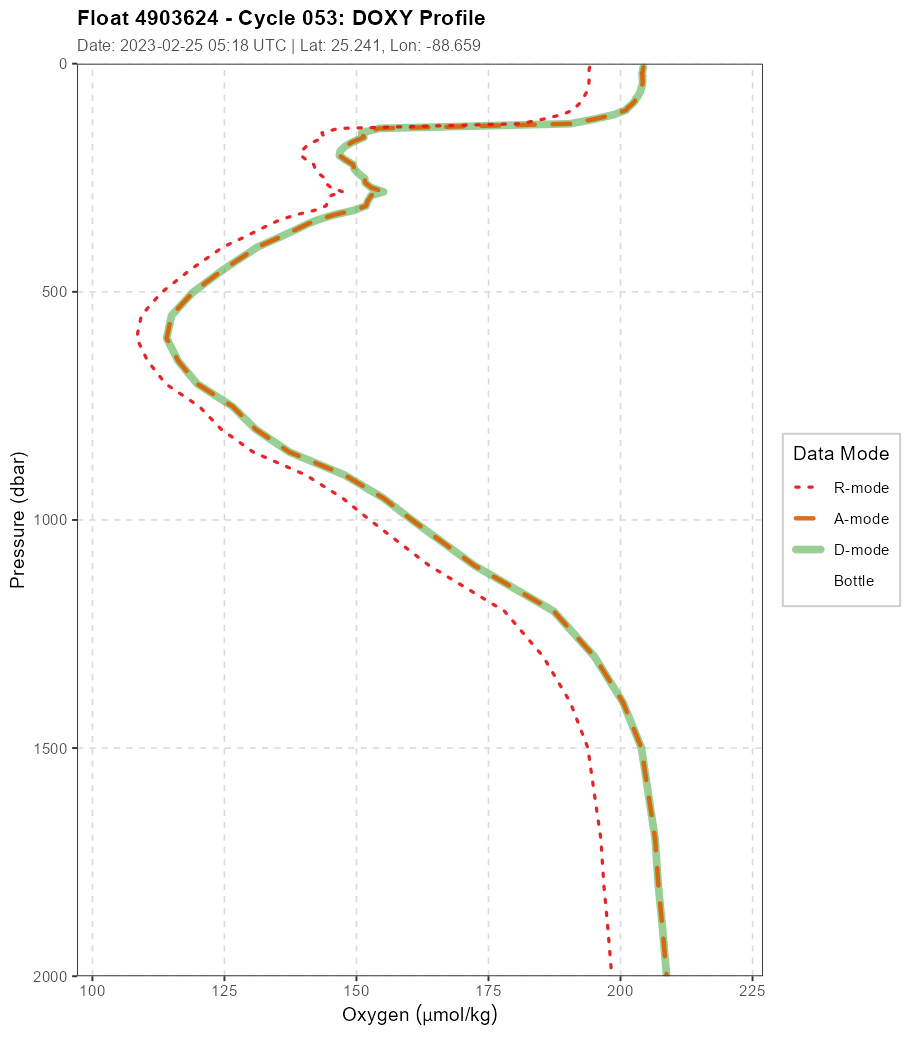 Float 4903624 - Cycle 053: DOXY Profile
Date: 2023-02-25 05:18 UTC | Lat: 25.241, Lon: -88.659
0
500
1000
1500
2000
Pressure (dbar)
100
125
150
175
200
225
Oxygen (μmol/kg)
Data Mode
R-mode
A-mode
D-mode
Bottle